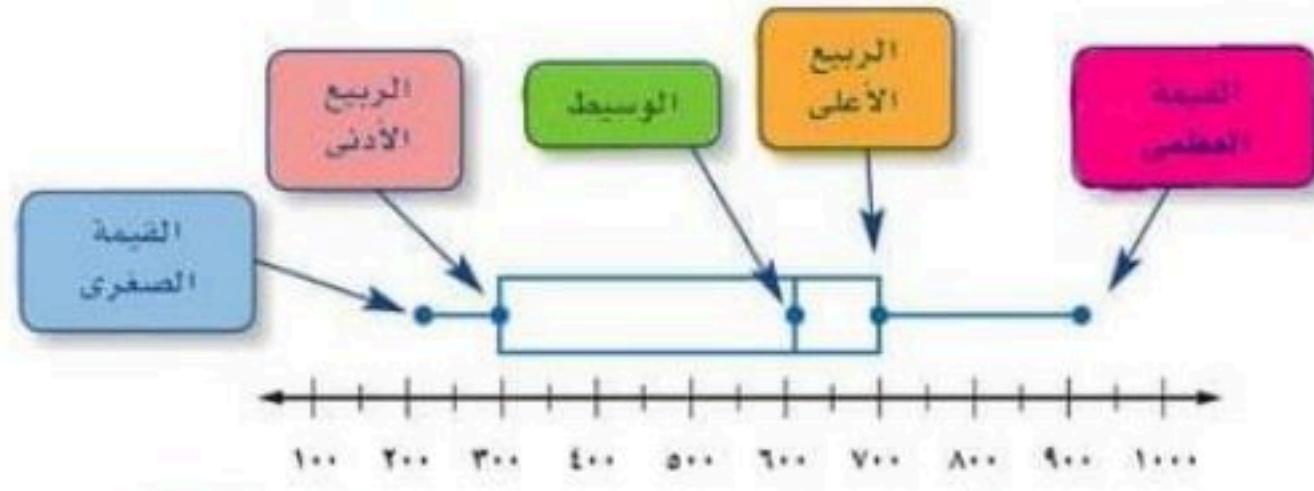 الربيع
الأعلى
القيمة
العظمى
الوسيط
الربيع
الأدنى
القيمة
الصغرى
١٠٠ ٢٠٠ ٣٠٠ ٤٠٠ ٥٠٠ ٦٠٠ ٧٠٠ ٨٠٠ ٩٠٠ ١٠٠٠